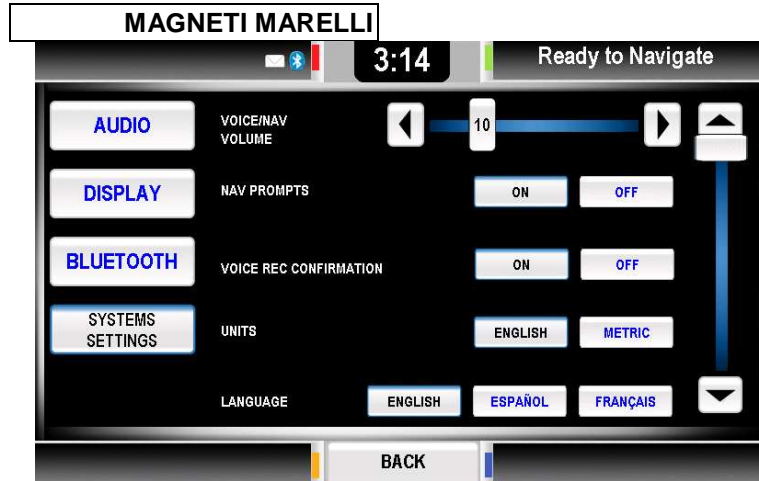 MAGNETI MARELLI
3:14
Ready to Navigate
AUDIO
VOICE/NAV
VOLUME
10
DISPLAY
NAV PROMPTS
ON
OFF
BLUETOOTH
VOICE REC CONFIRMATION
ON
OFF
SYSTEMS
SETTINGS
UNITS
ENGLISH
METRIC
LANGUAGE
ENGLISH
ESPAÑOL
FRANÇAIS
BACK